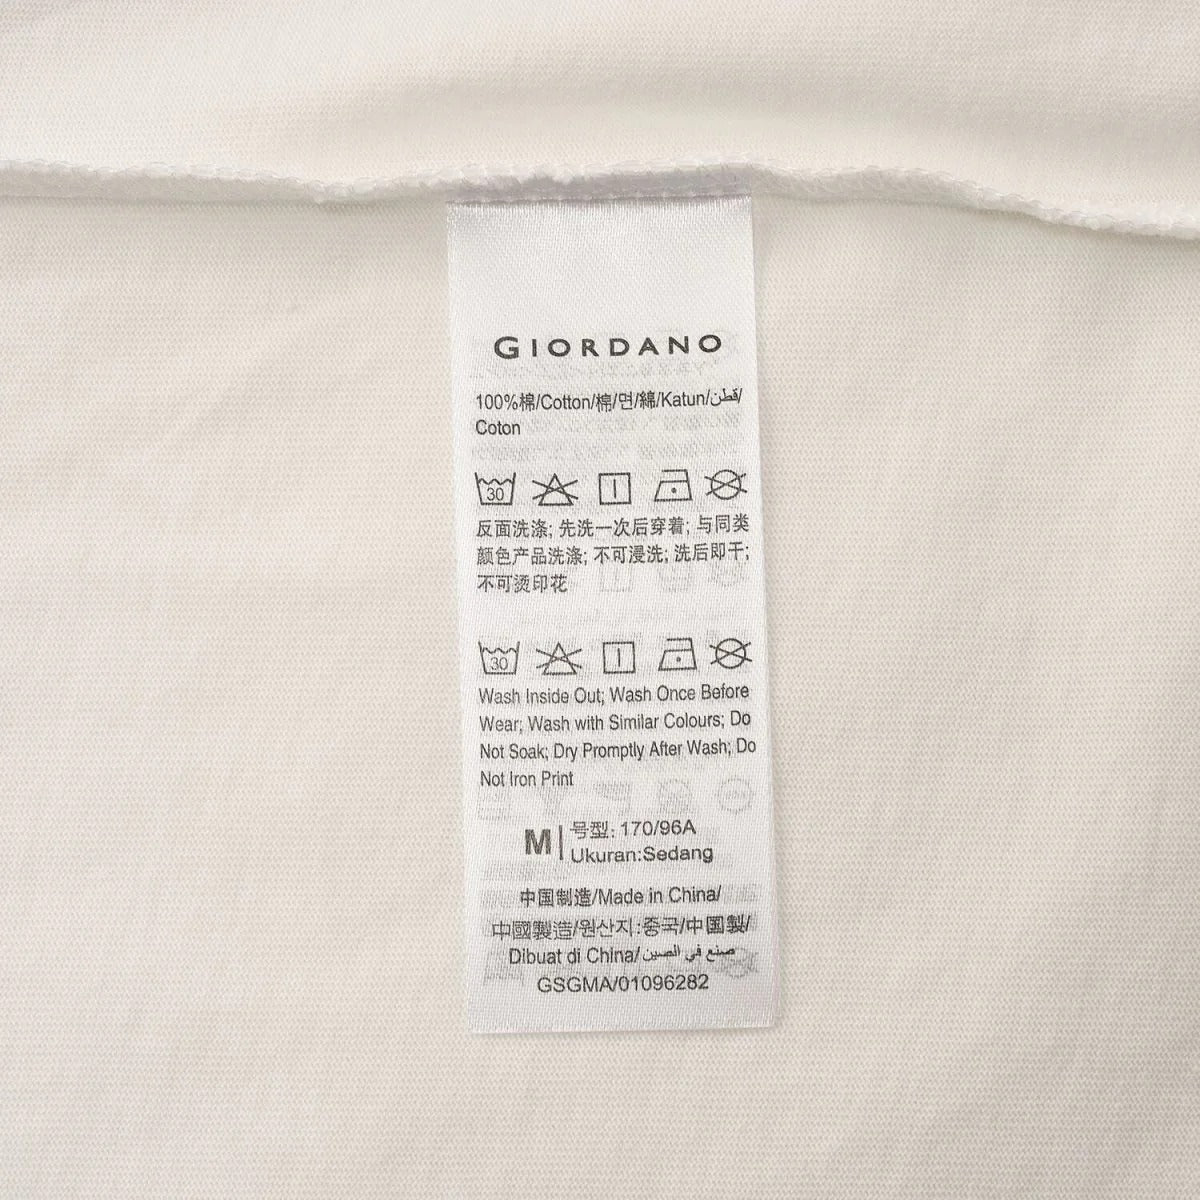 GIORDANO
100%棉/Cotton/棉/면/綿/Katun/قطن/
Coton
30
反面洗涤; 先洗一次后穿着; 与同类
颜色产品洗涤; 不可浸洗; 洗后即干;
不可烫印花
30
Wash Inside Out; Wash Once Before
Wear; Wash with Similar Colours; Do
Not Soak; Dry Promptly After Wash; Do
Not Iron Print
M
号型: 170/96A
Ukuran:Sedang
中国制造/Made in China/
中國製造/원산지:중국/中国製/
Dibuat di China/صنع في الصين
GSGMA/01096282